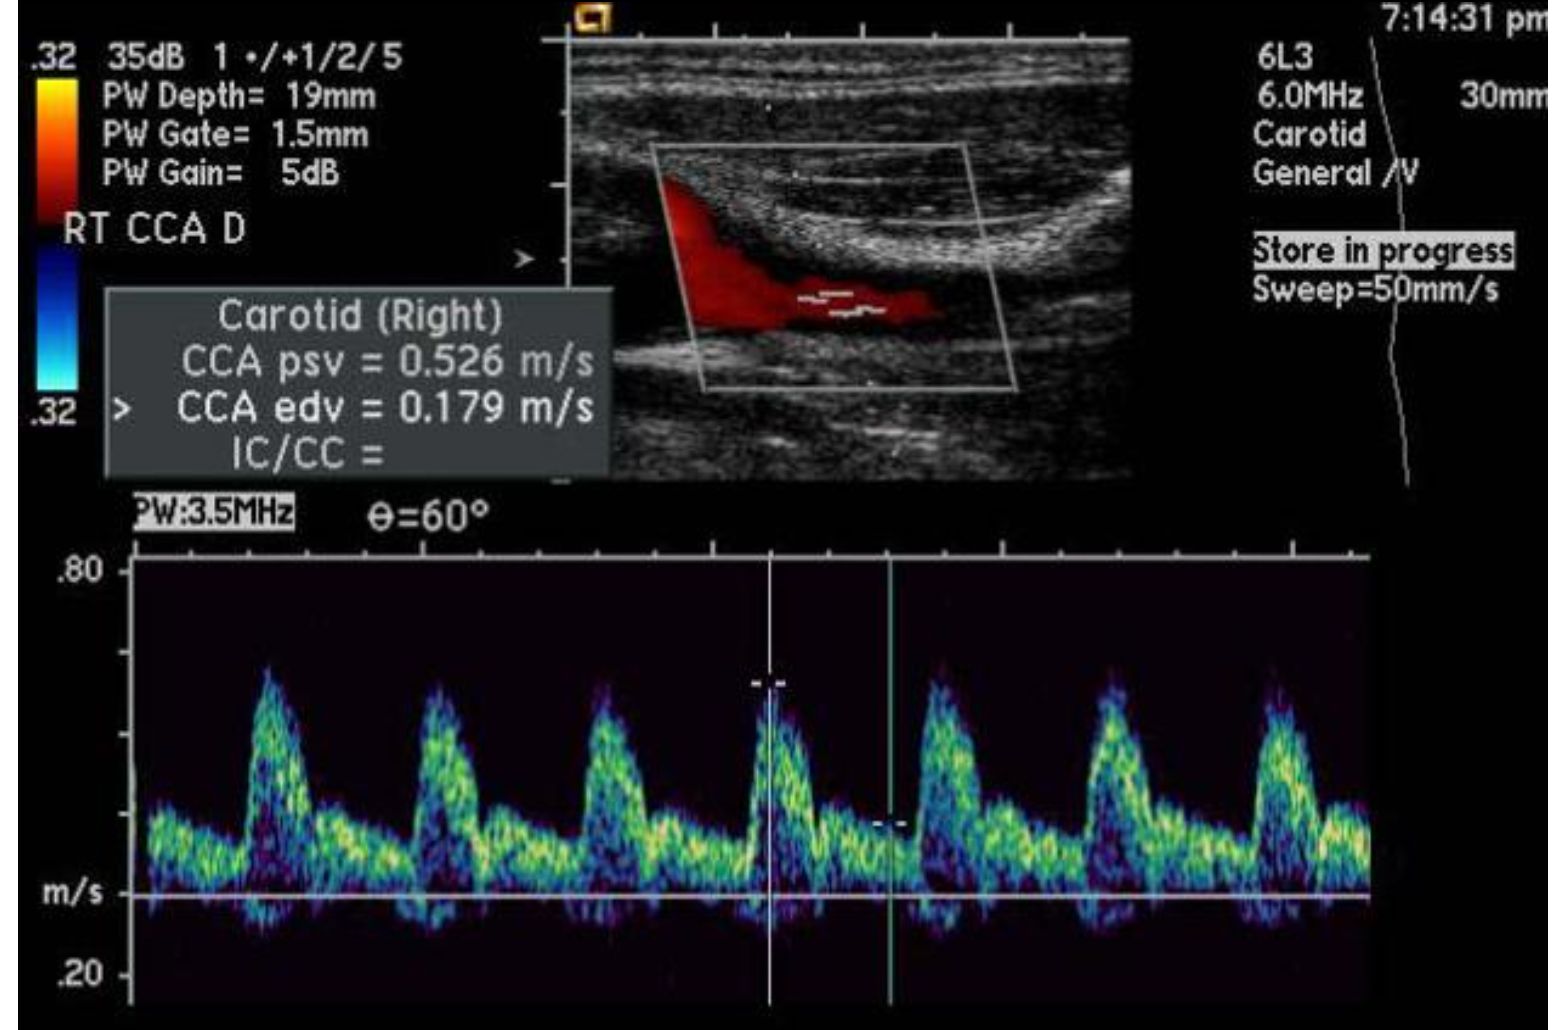 7:14:31 pm
.32 35dB 1 •/+1/2/ 5
PW Depth= 19mm
PW Gate= 1.5mm
PW Gain= 5dB
RT CCA D
.32
6L3
6.0MHz 30mm
Carotid
General /V
Store in progress
Sweep=50mm/s
Carotid (Right)
CCA psv = 0.526 m/s
> CCA edv = 0.179 m/s
IC/CC =
PW:3.5MHz θ=60°
.80
m/s
.20